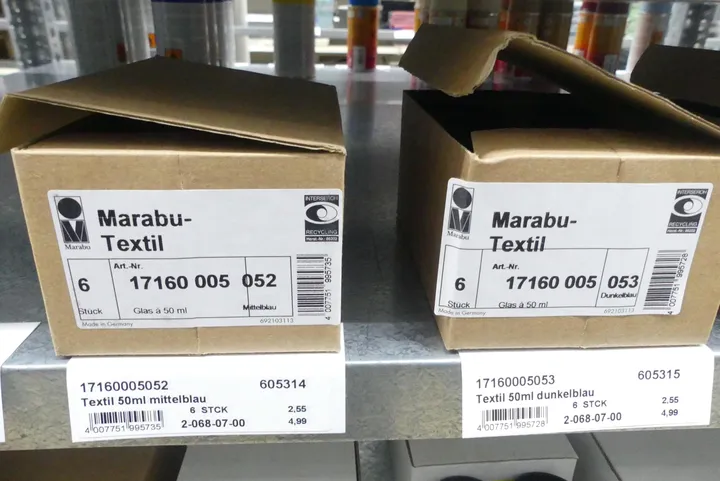 Marabu
Marabu-
Textil
INTERSEROH
RECYCLING
Art.-Nr.
6
17160 005 052
Stück
Glas à 50 ml
Mittelblau
Made in Germany
692103113
4 007751 995735
Marabu
Marabu-
Textil
INTERSEROH
RECYCLING
Art.-Nr.
6
17160 005 053
Stück
Glas à 50 ml
Dunkelblau
Made in Germany
692103113
4 007751 995728
17160005052
605314
Textil 50ml mittelblau
6 STCK
2,55
4 007751 995735
2-068-07-00
4,99
17160005053
605315
Textil 50ml dunkelblau
6 STCK
2,55
4 007751 995728
2-068-07-00
4,99